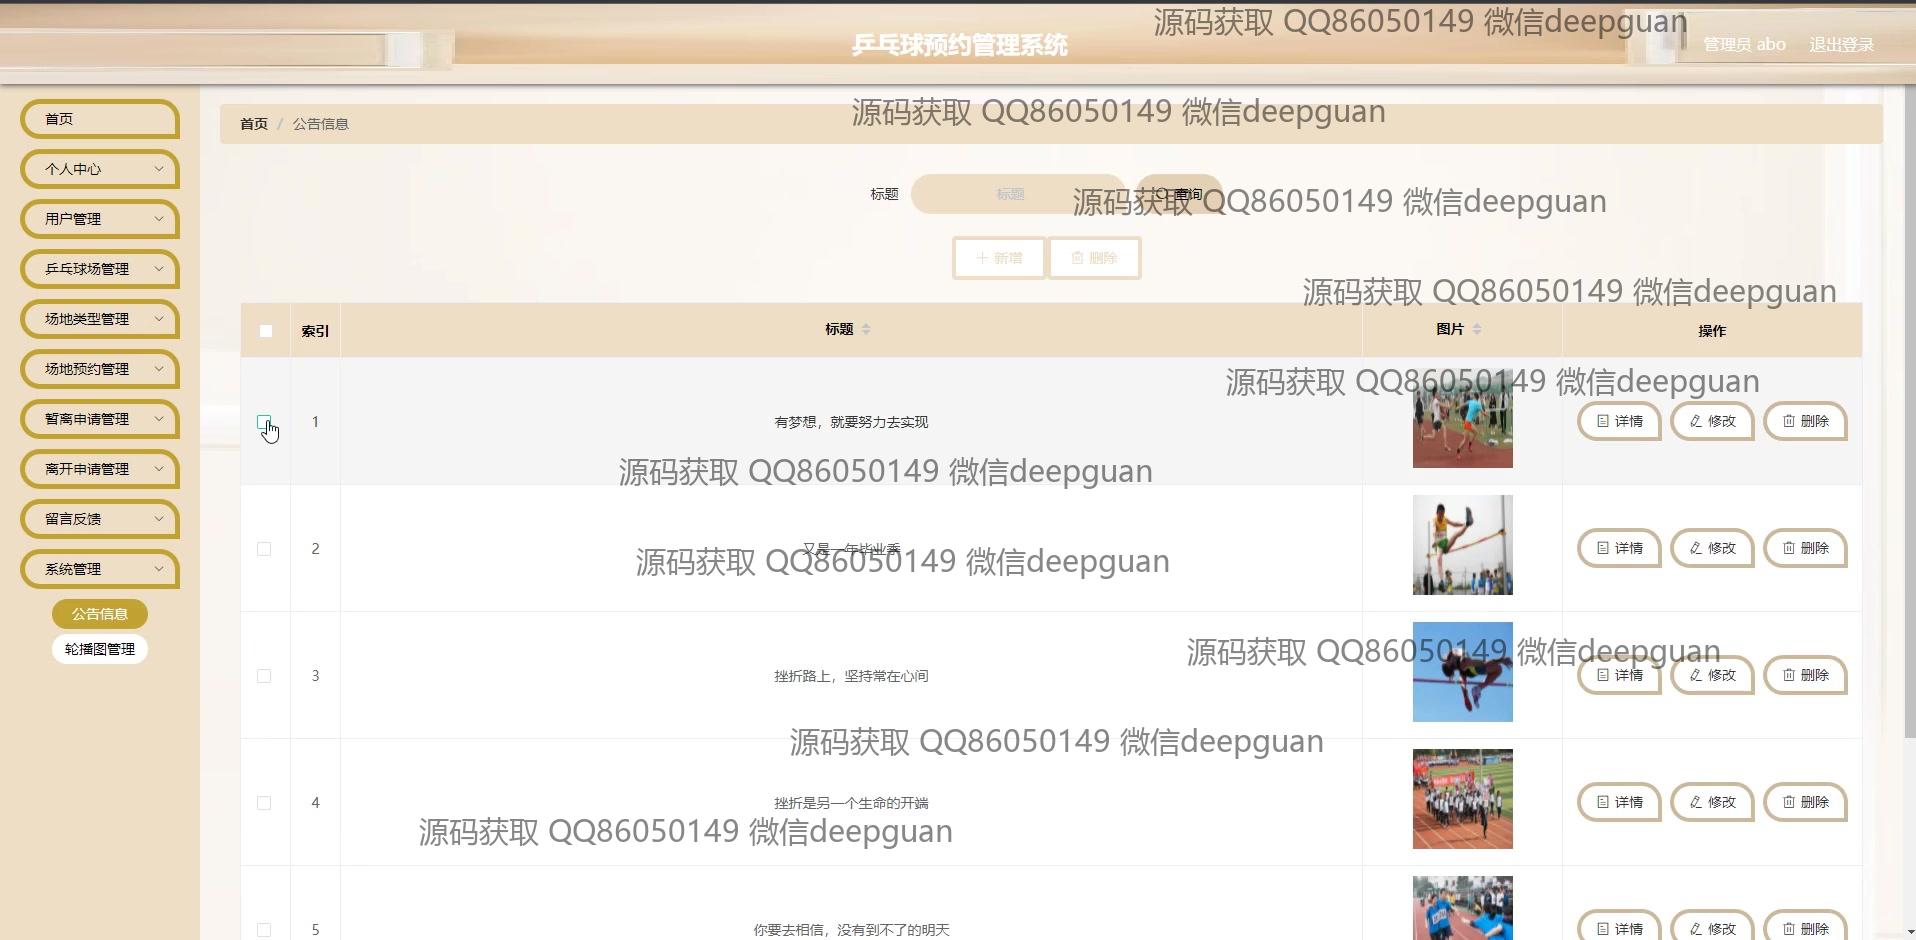 源码获取 QQ86050149 微信deepguan
乒乓球预约管理系统
管理员 abo
退出登录
首页
个人中心
用户管理
乒乓球场管理
场地类型管理
场地预约管理
暂离申请管理
离开申请管理
留言反馈
系统管理
公告信息
轮播图管理
首页 / 公告信息
源码获取 QQ86050149 微信deepguan
标题 标题 查询
源码获取 QQ86050149 微信deepguan
新增 删除
源码获取 QQ86050149 微信deepguan
索引 标题 图片 操作
源码获取 QQ86050149 微信deepguan
1 有梦想，就要努力去实现 详情 修改 删除
源码获取 QQ86050149 微信deepguan
2 又是一年毕业季 详情 修改 删除
源码获取 QQ86050149 微信deepguan
源码获取 QQ86050149 微信deepguan
3 挫折路上，坚持常在心间 详情 修改 删除
源码获取 QQ86050149 微信deepguan
4 挫折是另一个生命的开端 详情 修改 删除
源码获取 QQ86050149 微信deepguan
5 你要去相信，没有到不了的明天 详情 修改 删除